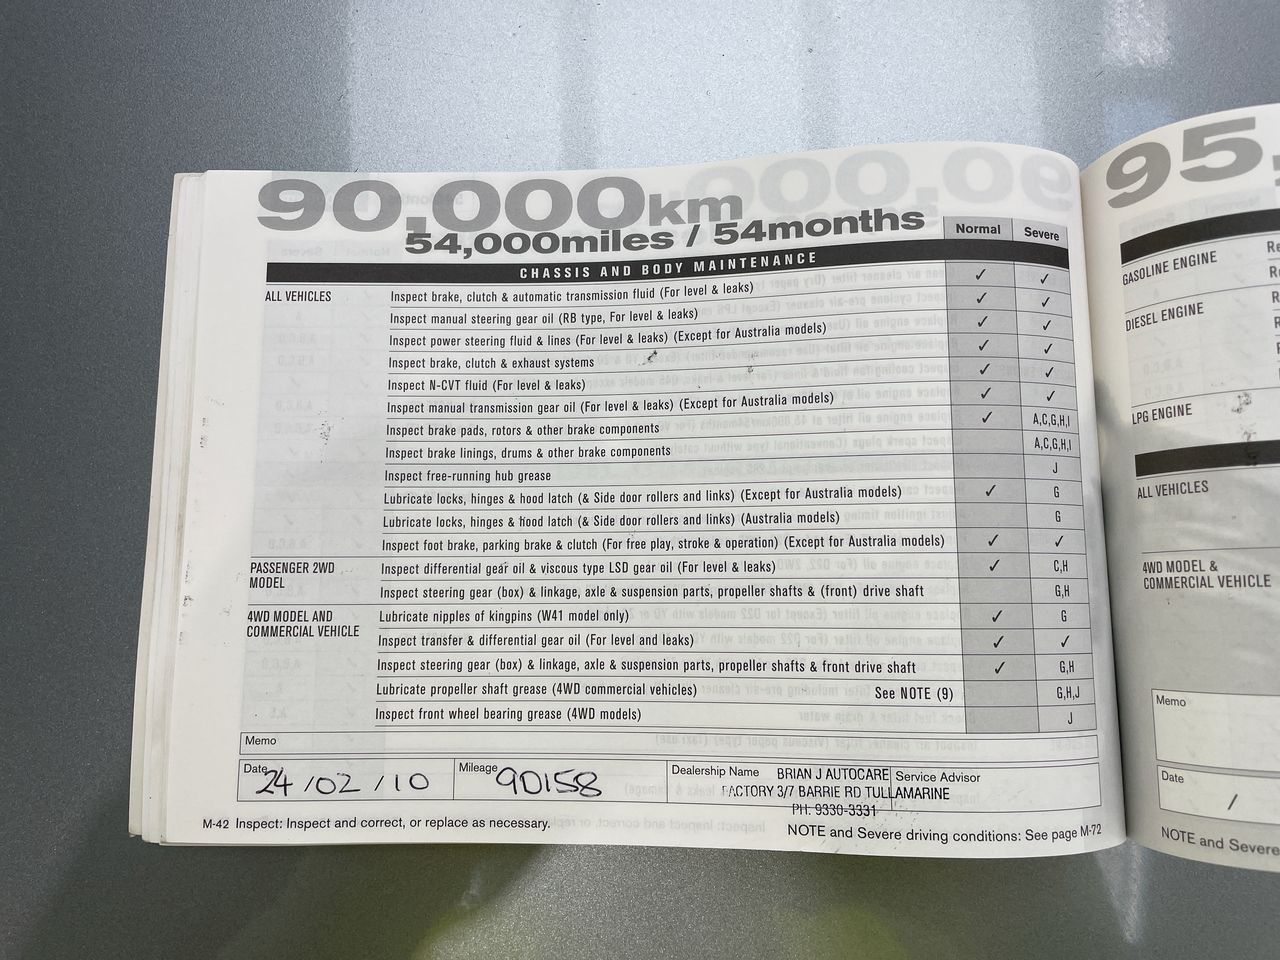 90,000km
54,000miles / 54months
Normal Severe
CHASSIS AND BODY MAINTENANCE
ALL VEHICLES Inspect brake, clutch & automatic transmission fluid (For level & leaks) ✓ ✓
Inspect manual steering gear oil (RB type, For level & leaks) ✓ ✓
Inspect power steering fluid & lines (For level & leaks) (Except for Australia models) ✓ ✓
Inspect brake, clutch & exhaust systems ✓ ✓
Inspect N-CVT fluid (For level & leaks) ✓ ✓
Inspect manual transmission gear oil (For level & leaks) (Except for Australia models) ✓ ✓
Inspect brake pads, rotors & other brake components ✓ A,C,G,H,I
Inspect brake linings, drums & other brake components A,C,G,H,I
Inspect free-running hub grease J
Lubricate locks, hinges & hood latch (& Side door rollers and links) (Except for Australia models) ✓ G
Lubricate locks, hinges & hood latch (& Side door rollers and links) (Australia models) G
Inspect foot brake, parking brake & clutch (For free play, stroke & operation) (Except for Australia models) ✓ ✓
PASSENGER 2WD MODEL Inspect differential gear oil & viscous type LSD gear oil (For level & leaks) ✓ C,H
Inspect steering gear (box) & linkage, axle & suspension parts, propeller shafts & (front) drive shaft G,H
4WD MODEL AND COMMERCIAL VEHICLE Lubricate nipples of kingpins (W41 model only) ✓ G
Inspect transfer & differential gear oil (For level and leaks) ✓ ✓
Inspect steering gear (box) & linkage, axle & suspension parts, propeller shafts & front drive shaft ✓ G,H
Lubricate propeller shaft grease (4WD commercial vehicles) See NOTE (9) G,H,J
Inspect front wheel bearing grease (4WD models) J
Memo
Date 24/02/10 Mileage 90158 Dealership Name BRIAN J AUTOCARE Service Advisor
FACTORY 3/7 BARRIE RD TULLAMARINE
PH: 9330-3331
M-42 Inspect: Inspect and correct, or replace as necessary.
NOTE and Severe driving conditions: See page M-72
95,
GASOLINE ENGINE
DIESEL ENGINE
LPG ENGINE
ALL VEHICLES
4WD MODEL &
COMMERCIAL VEHICLE
Memo
Date
/
NOTE and Severe